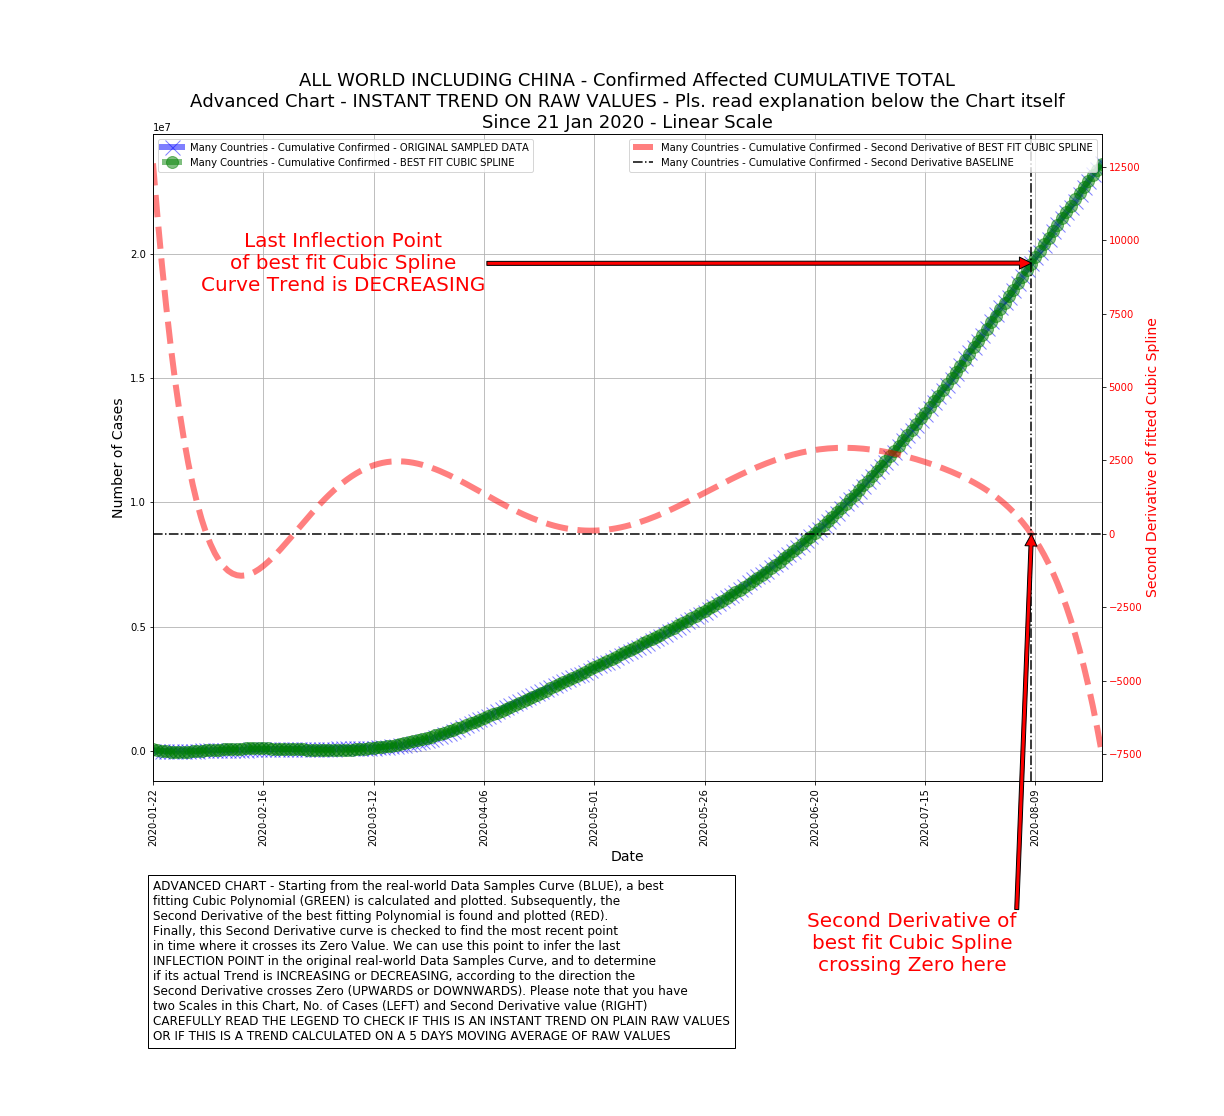 ALL WORLD INCLUDING CHINA - Confirmed Affected CUMULATIVE TOTAL
Advanced Chart - INSTANT TREND ON RAW VALUES - Pls. read explanation below the Chart itself
Since 21 Jan 2020 - Linear Scale
1e7
Many Countries - Cumulative Confirmed - ORIGINAL SAMPLED DATA
Many Countries - Cumulative Confirmed - BEST FIT CUBIC SPLINE
Many Countries - Cumulative Confirmed - Second Derivative of BEST FIT CUBIC SPLINE
Many Countries - Cumulative Confirmed - Second Derivative BASELINE
Last Inflection Point
of best fit Cubic Spline
Curve Trend is DECREASING
Number of Cases
2.0
1.5
1.0
0.5
0.0
12500
10000
7500
5000
2500
0
−2500
−5000
−7500
Second Derivative of fitted Cubic Spline
2020-01-22
2020-02-16
2020-03-12
2020-04-06
2020-05-01
2020-05-26
2020-06-20
2020-07-15
2020-08-09
Date
ADVANCED CHART - Starting from the real-world Data Samples Curve (BLUE), a best
fitting Cubic Polynomial (GREEN) is calculated and plotted. Subsequently, the
Second Derivative of the best fitting Polynomial is found and plotted (RED).
Finally, this Second Derivative curve is checked to find the most recent point
in time where it crosses its Zero Value. We can use this point to infer the last
INFLECTION POINT in the original real-world Data Samples Curve, and to determine
if its actual Trend is INCREASING or DECREASING, according to the direction the
Second Derivative crosses Zero (UPWARDS or DOWNWARDS). Please note that you have
two Scales in this Chart, No. of Cases (LEFT) and Second Derivative value (RIGHT)
CAREFULLY READ THE LEGEND TO CHECK IF THIS IS AN INSTANT TREND ON PLAIN RAW VALUES
OR IF THIS IS A TREND CALCULATED ON A 5 DAYS MOVING AVERAGE OF RAW VALUES
Second Derivative of
best fit Cubic Spline
crossing Zero here